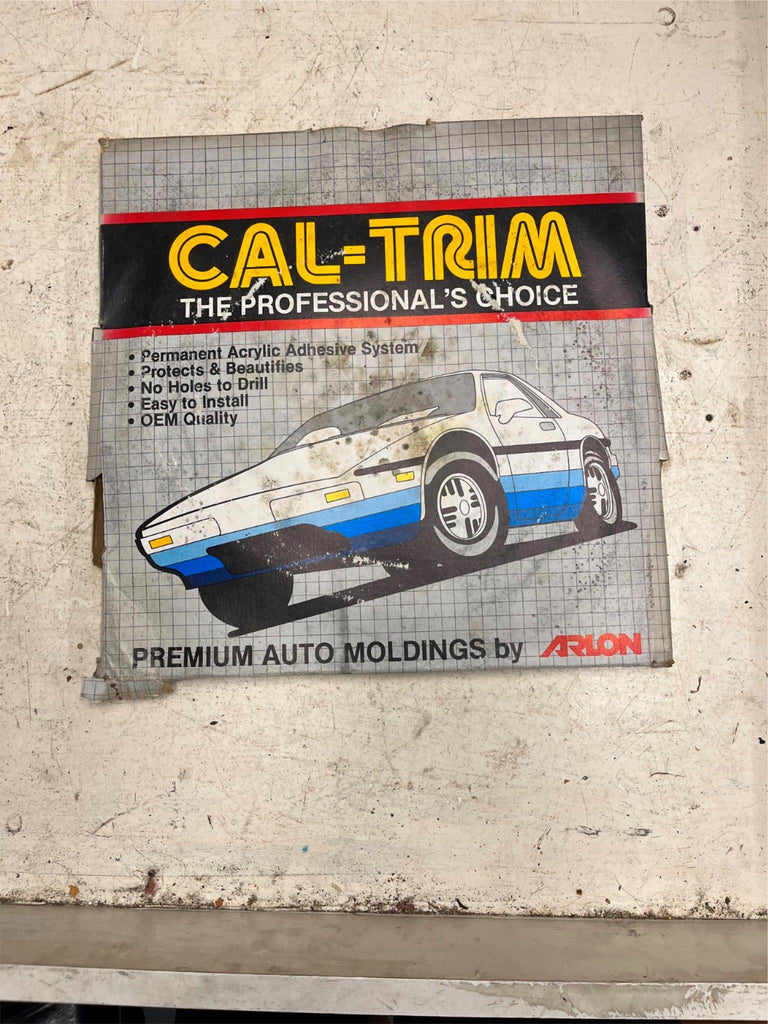 CAL-TRIM
THE PROFESSIONAL'S CHOICE
• Permanent Acrylic Adhesive System
• Protects & Beautifies
• No Holes to Drill
• Easy to Install
• OEM Quality
PREMIUM AUTO MOLDINGS by ARLON